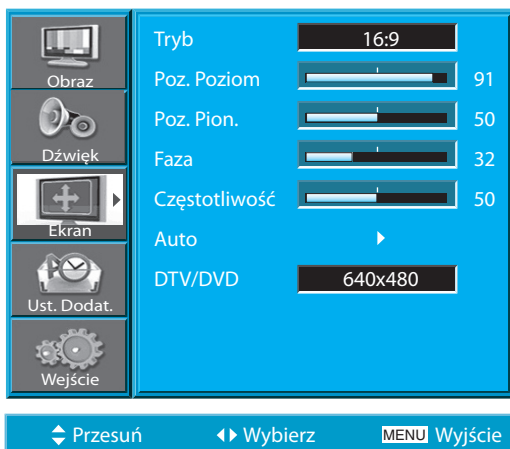 Obraz
Dźwięk
Ekran
Ust. Dodat.
Wejście
Tryb 16:9
Poz. Poziom 91
Poz. Pion. 50
Faza 32
Częstotliwość 50
Auto
DTV/DVD 640x480
Przesuń Wybierz MENU Wyjście